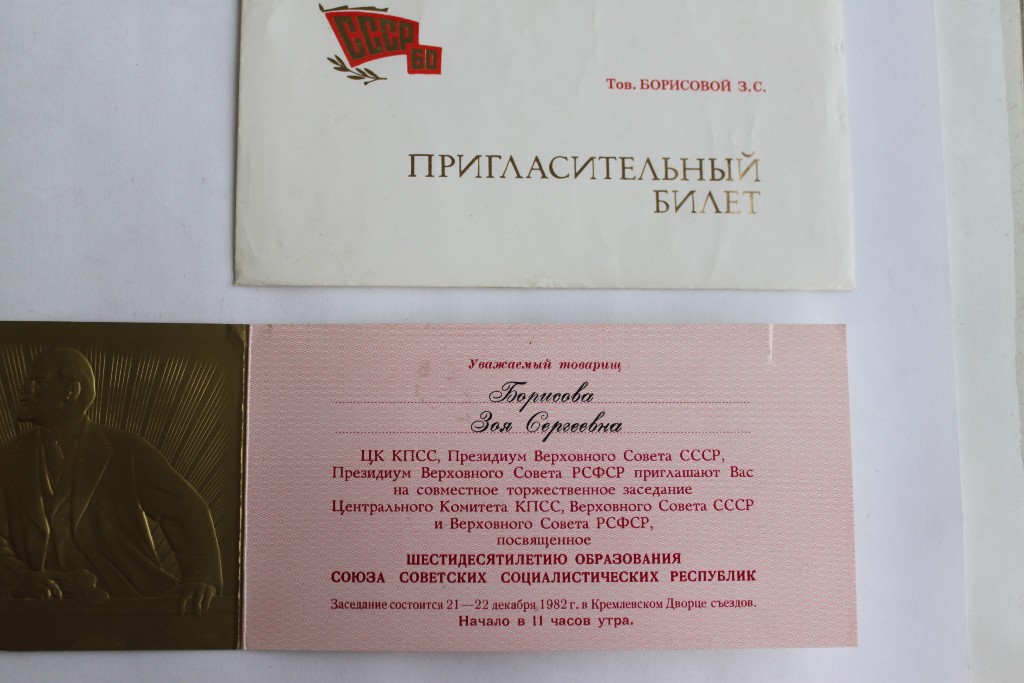 СССР
60
Тов. БОРИСОВОЙ З.С.
ПРИГЛАСИТЕЛЬНЫЙ
БИЛЕТ
Уважаемый товарищ
Борисова
Зоя Сергеевна
ЦК КПСС, Президиум Верховного Совета СССР,
Президиум Верховного Совета РСФСР приглашают Вас
на совместное торжественное заседание
Центрального Комитета КПСС, Верховного Совета СССР
и Верховного Совета РСФСР,
посвященное
ШЕСТИДЕСЯТИЛЕТИЮ ОБРАЗОВАНИЯ
СОЮЗА СОВЕТСКИХ СОЦИАЛИСТИЧЕСКИХ РЕСПУБЛИК
Заседание состоится 21—22 декабря 1982 г. в Кремлевском Дворце съездов.
Начало в 11 часов утра.